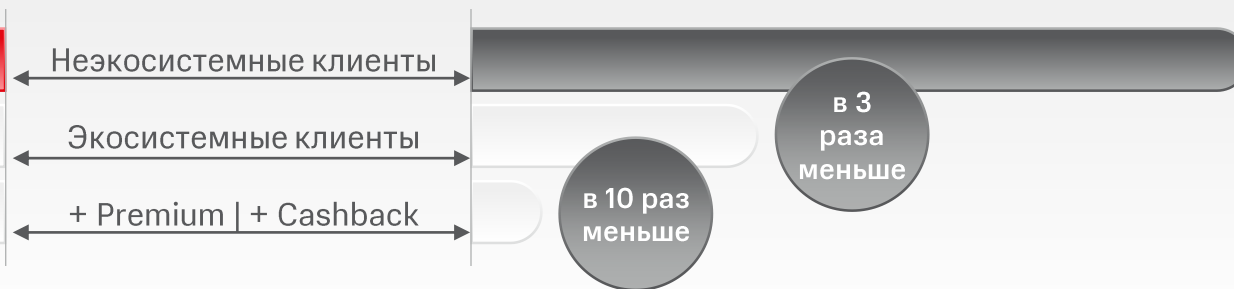 Неэкосистемные клиенты
в 3
раза
меньше
Экосистемные клиенты
в 10 раз
меньше
+ Premium | + Cashback